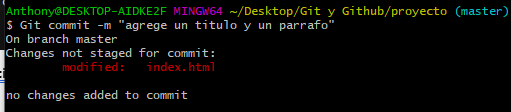 Anthony@DESKTOP-AIDKE2F MINGW64 ~/Desktop/Git y Github/proyecto (master)
$ Git commit -m "agrege un titulo y un parrafo"
On branch master
Changes not staged for commit:
        modified:   index.html

no changes added to commit